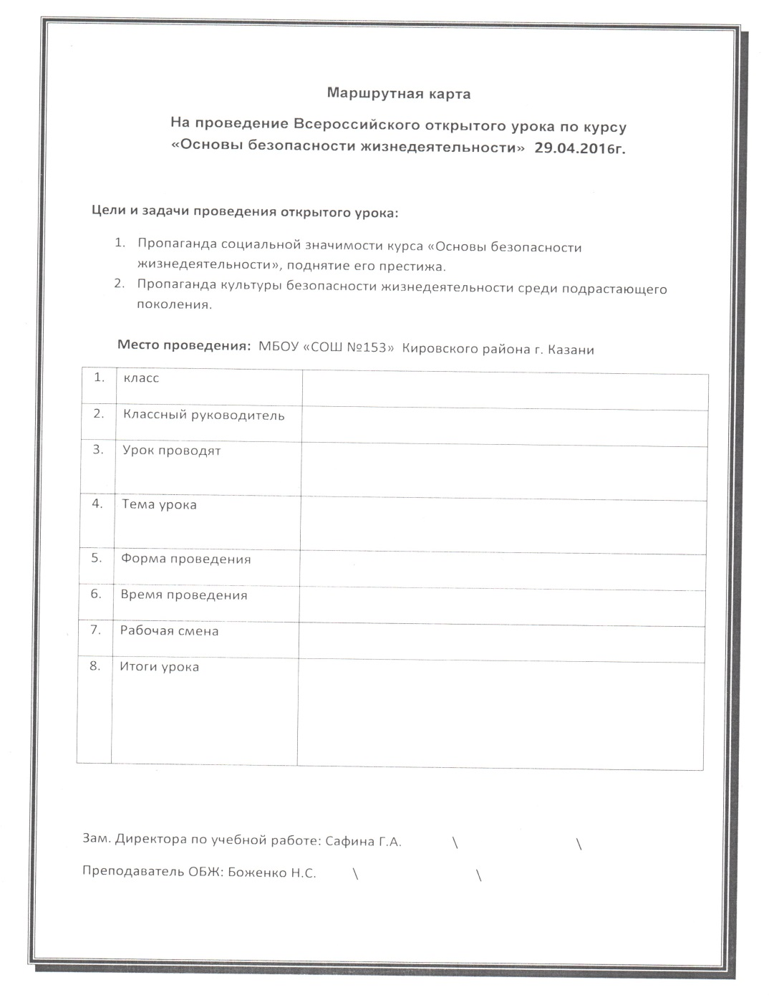 Маршрутная карта
На проведение Всероссийского открытого урока по курсу
«Основы безопасности жизнедеятельности» 29.04.2016г.
Цели и задачи проведения открытого урока:
1. Пропаганда социальной значимости курса «Основы безопасности
жизнедеятельности», поднятие его престижа.
2. Пропаганда культуры безопасности жизнедеятельности среди подрастающего
поколения.
Место проведения: МБОУ «СОШ №153» Кировского района г. Казани
1. класс
2. Классный руководитель
3. Урок проводят
4. Тема урока
5. Форма проведения
6. Время проведения
7. Рабочая смена
8. Итоги урока
Зам. Директора по учебной работе: Сафина Г.А. \ \
Преподаватель ОБЖ: Боженко Н.С. \ \